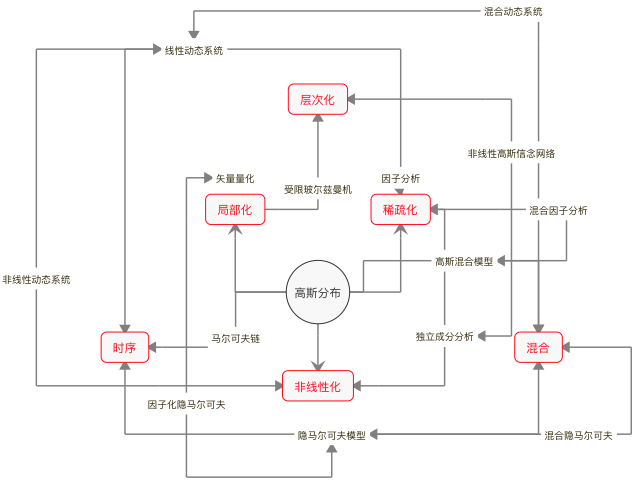 混合动态系统
线性动态系统
层次化
非线性高斯信念网络
矢量量化
因子分析
受限玻尔兹曼机
局部化
稀疏化
混合因子分析
高斯混合模型
非线性动态系统
高斯分布
马尔可夫链
独立成分分析
时序
混合
非线性化
因子化隐马尔可夫
隐马尔可夫模型
混合隐马尔可夫